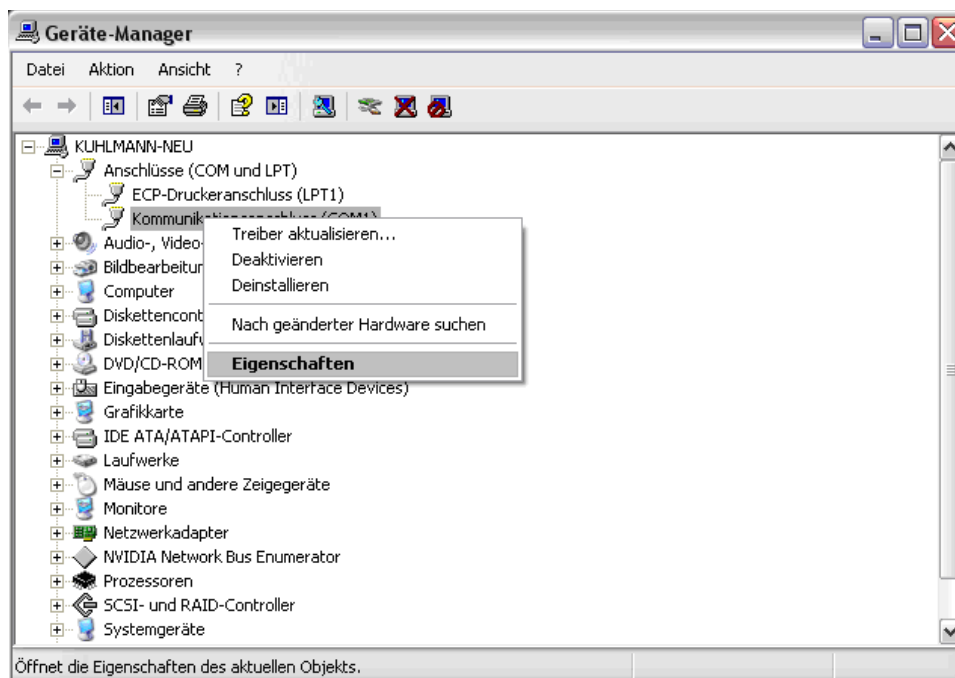 Geräte-Manager
Datei Aktion Ansicht ?
KUHLMANN-NEU
Anschlüsse (COM und LPT)
ECP-Druckeranschluss (LPT1)
Kommunikationsanschluss (COM1)
Audio-, Video-
Bildbearbeitun
Computer
Diskettencont
Diskettenlaufw
DVD/CD-ROM
Eingabegeräte (Human Interface Devices)
Grafikkarte
IDE ATA/ATAPI-Controller
Laufwerke
Mäuse und andere Zeigegeräte
Monitore
Netzwerkadapter
NVIDIA Network Bus Enumerator
Prozessoren
SCSI- und RAID-Controller
Systemgeräte
Treiber aktualisieren...
Deaktivieren
Deinstallieren
Nach geänderter Hardware suchen
Eigenschaften
Öffnet die Eigenschaften des aktuellen Objekts.